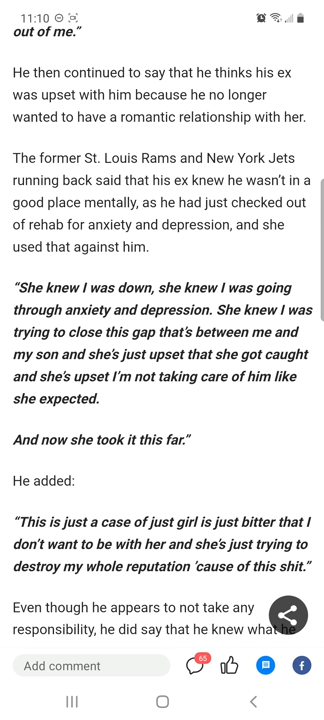 11:10
out of me."
He then continued to say that he thinks his ex
was upset with him because he no longer
wanted to have a romantic relationship with her.
The former St. Louis Rams and New York Jets
running back said that his ex knew he wasn't in a
good place mentally, as he had just checked out
of rehab for anxiety and depression, and she
used that against him.
"She knew I was down, she knew I was going
through anxiety and depression. She knew I was
trying to close this gap that's between me and
my son and she's just upset that she got caught
and she's upset I'm not taking care of him like
she expected.
And now she took it this far."
He added:
"This is just a case of just girl is just bitter that I
don't want to be with her and she's just trying to
destroy my whole reputation 'cause of this shit."
Even though he appears to not take any
responsibility, he did say that he knew what he
Add comment
65